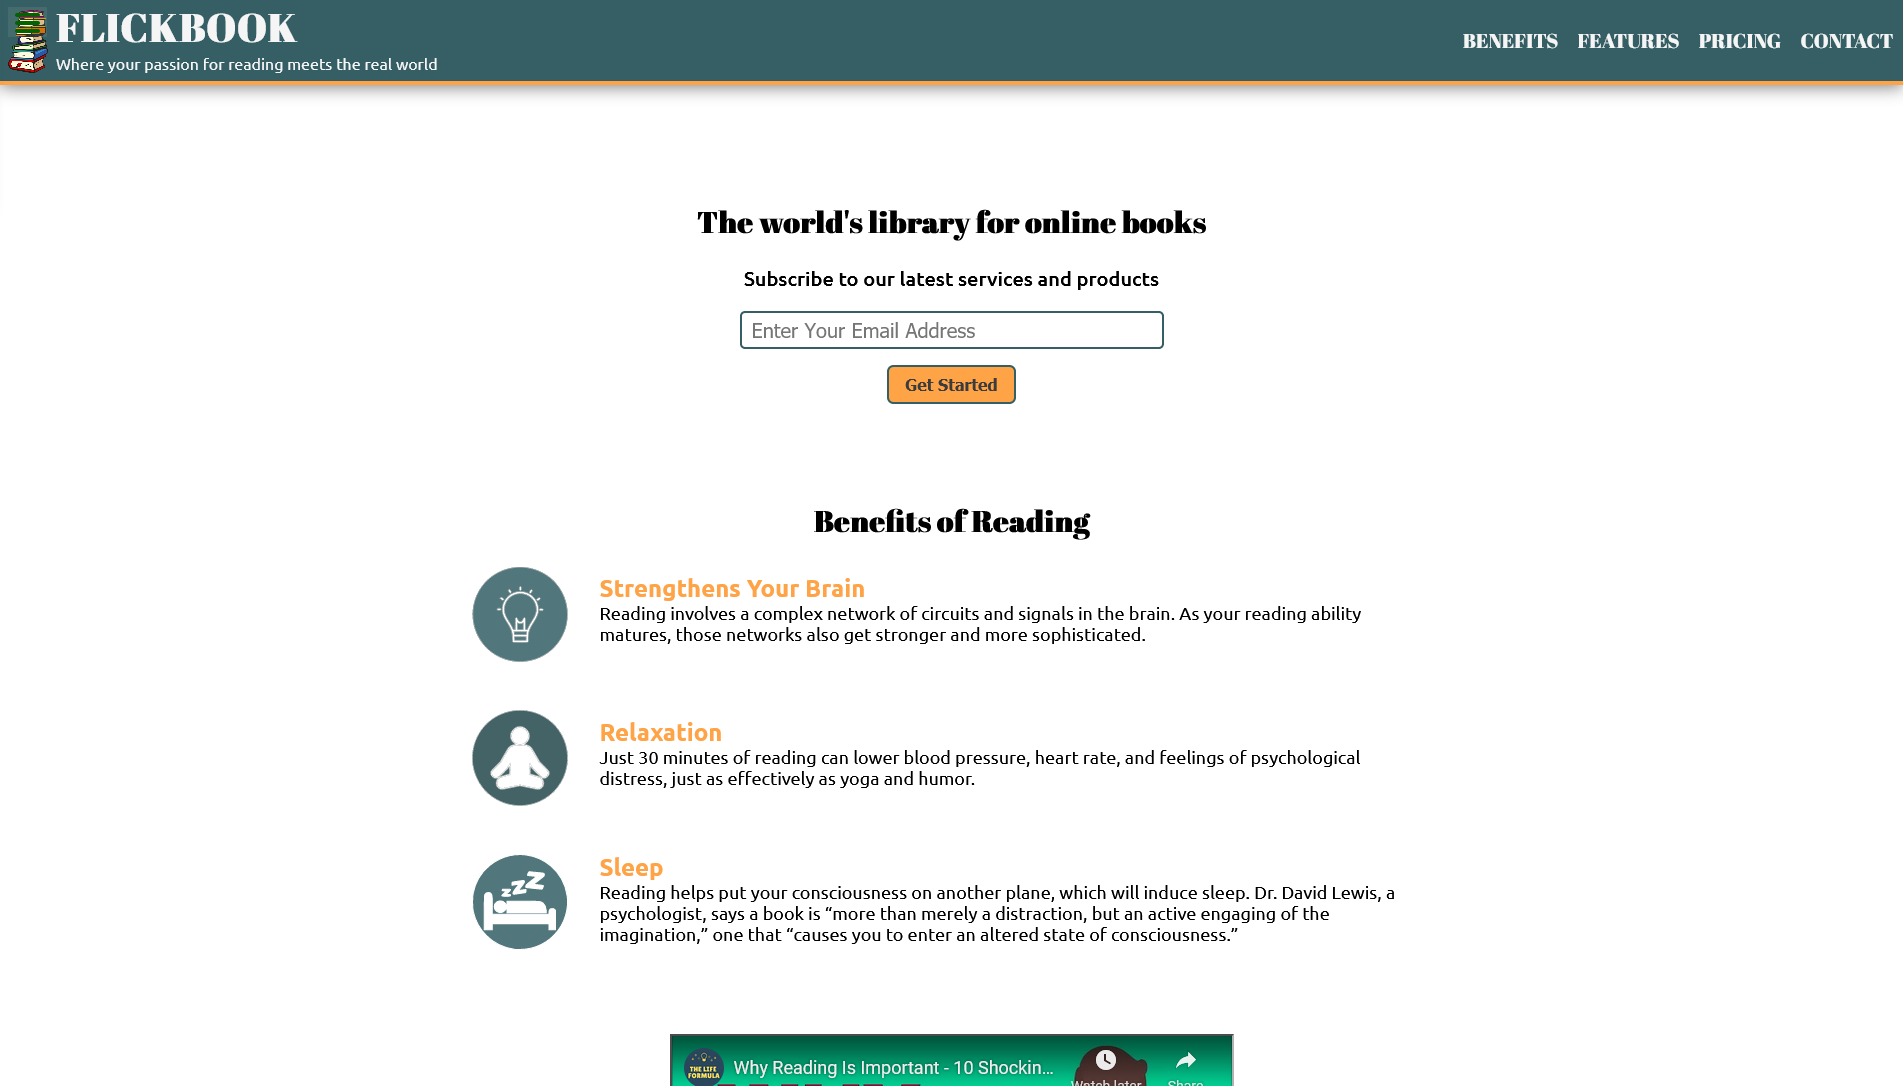 FLICKBOOK
Where your passion for reading meets the real world
BENEFITS FEATURES PRICING CONTACT
The world's library for online books
Subscribe to our latest services and products
Enter Your Email Address
Get Started
Benefits of Reading
Strengthens Your Brain
Reading involves a complex network of circuits and signals in the brain. As your reading ability
matures, those networks also get stronger and more sophisticated.
Relaxation
Just 30 minutes of reading can lower blood pressure, heart rate, and feelings of psychological
distress, just as effectively as yoga and humor.
zzZ
Sleep
Reading helps put your consciousness on another plane, which will induce sleep. Dr. David Lewis, a
psychologist, says a book is “more than merely a distraction, but an active engaging of the
imagination,” one that “causes you to enter an altered state of consciousness.”
THE LIFE
FORMULA
Why Reading Is Important - 10 Shockin...
Watch later
Share